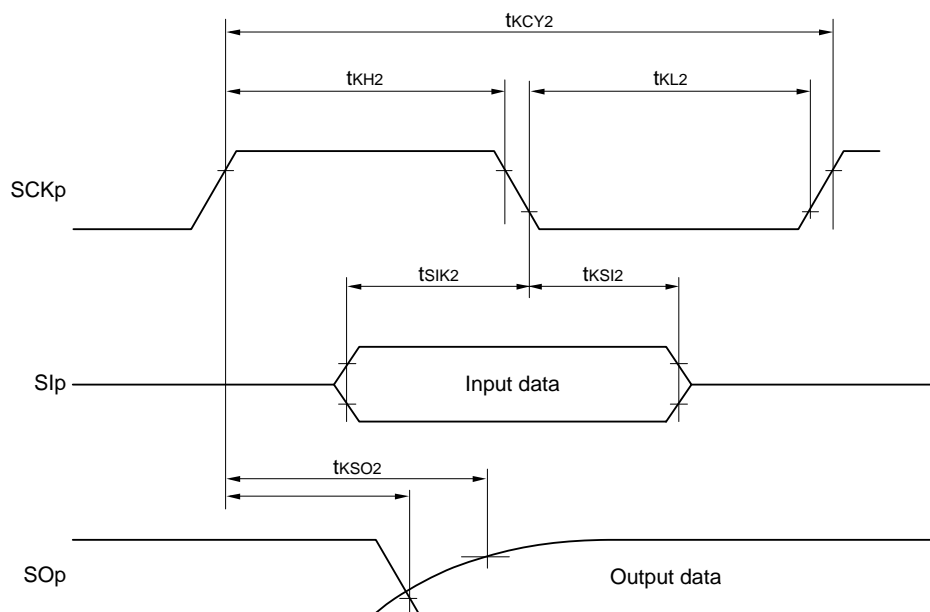 tKCY2
tKH2 tKL2
SCKp
tSIK2 tKSI2
SIp Input data
tKSO2
SOp Output data